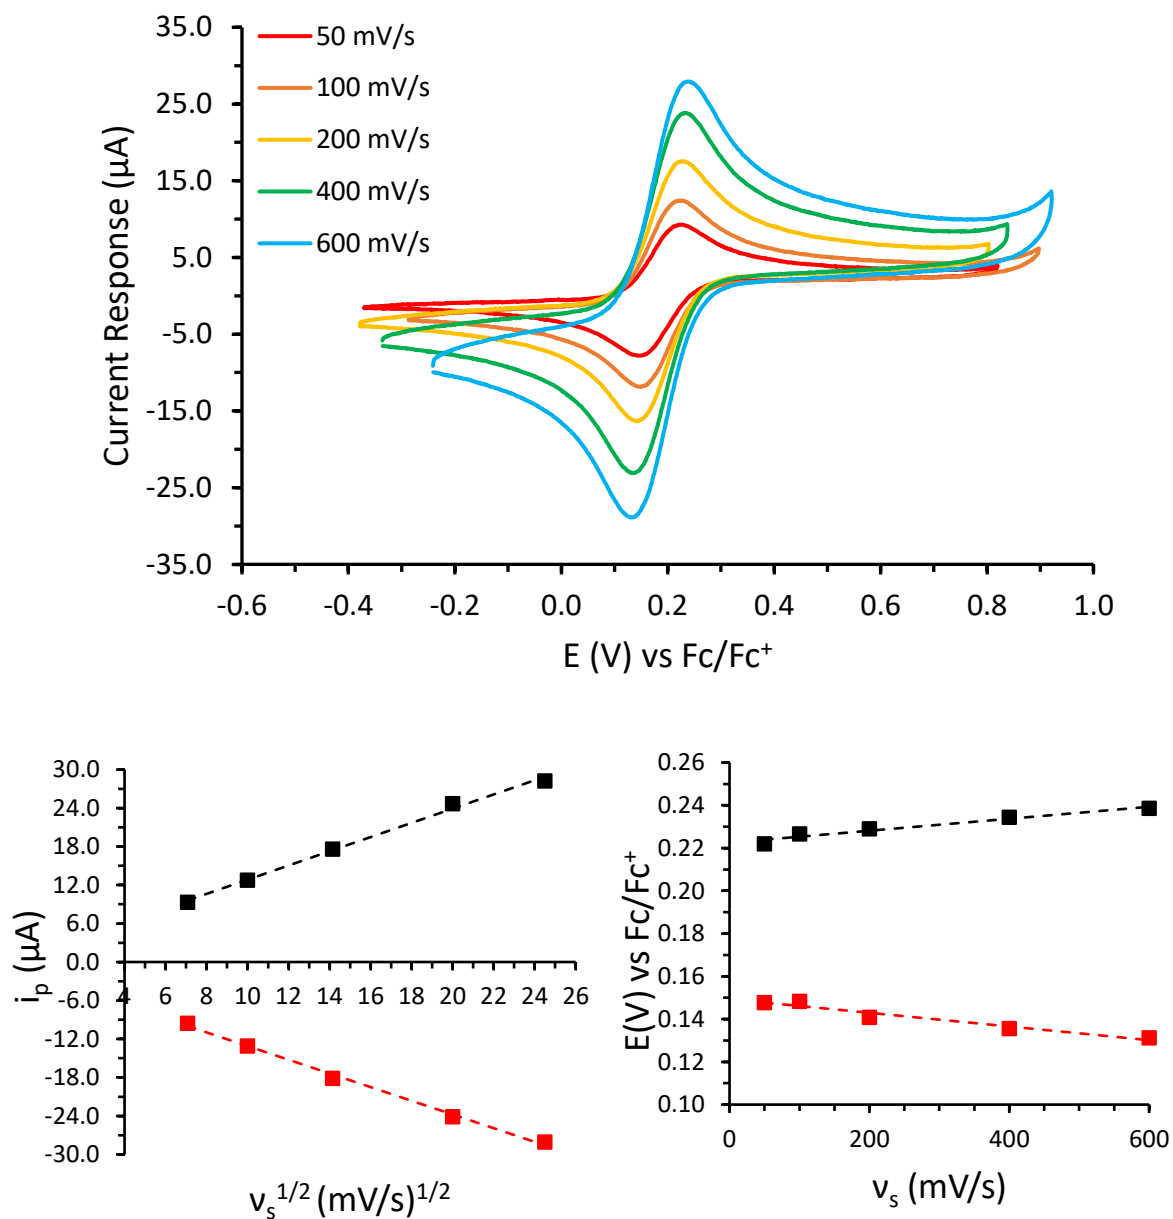 35.0
25.0
15.0
5.0
-5.0
-15.0
-25.0
-35.0
Current Response (µA)
50 mV/s
100 mV/s
200 mV/s
400 mV/s
600 mV/s
-0.6 -0.4 -0.2 0.0 0.2 0.4 0.6 0.8 1.0
E (V) vs Fc/Fc⁺
30.0
24.0
18.0
12.0
6.0
0.0
-6.0
-12.0
-18.0
-24.0
-30.0
iₚ (µA)
4 6 8 10 12 14 16 18 20 22 24 26
νₛ¹/² (mV/s)¹/²
0.26
0.24
0.22
0.20
0.18
0.16
0.14
0.12
0.10
E(V) vs Fc/Fc⁺
0 200 400 600
νₛ (mV/s)